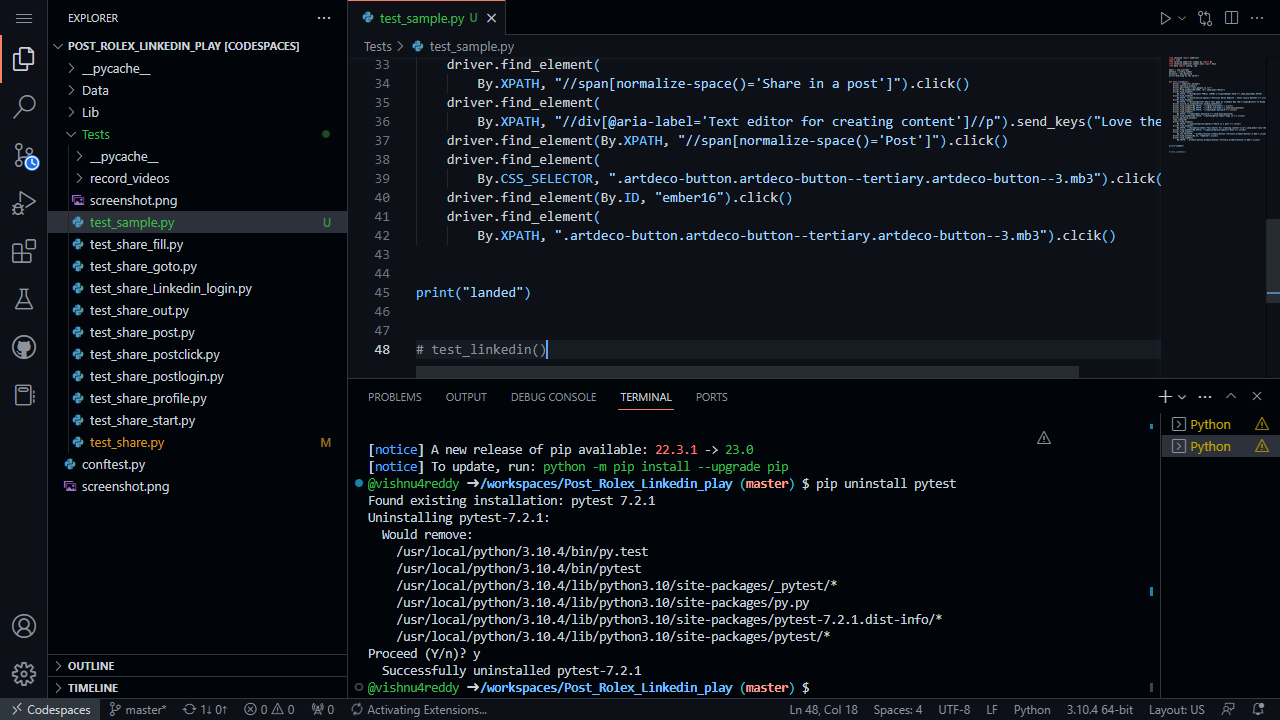 EXPLORER
POST_ROLEX_LINKEDIN_PLAY [CODESPACES]
__pycache__
Data
Lib
Tests
__pycache__
record_videos
screenshot.png
test_sample.py U
test_share_fill.py
test_share_goto.py
test_share_Linkedin_login.py
test_share_out.py
test_share_post.py
test_share_postclick.py
test_share_postlogin.py
test_share_profile.py
test_share_start.py
test_share.py M
conftest.py
screenshot.png
OUTLINE
TIMELINE
test_sample.py U
Tests > test_sample.py
33 driver.find_element(
34 By.XPATH, "//span[normalize-space()='Share in a post']").click()
35 driver.find_element(
36 By.XPATH, "//div[@aria-label='Text editor for creating content']//p").send_keys("Love the
37 driver.find_element(By.XPATH, "//span[normalize-space()='Post']").click()
38 driver.find_element(
39 By.CSS_SELECTOR, ".artdeco-button.artdeco-button--tertiary.artdeco-button--3.mb3").click(
40 driver.find_element(By.ID, "ember16").click()
41 driver.find_element(
42 By.XPATH, ".artdeco-button.artdeco-button--tertiary.artdeco-button--3.mb3").clcik()
43
44
45 print("landed")
46
47
48 # test_linkedin()
PROBLEMS OUTPUT DEBUG CONSOLE TERMINAL PORTS
[notice] A new release of pip available: 22.3.1 -> 23.0
[notice] To update, run: python -m pip install --upgrade pip
@vishnu4reddy ➜/workspaces/Post_Rolex_Linkedin_play (master) $ pip uninstall pytest
Found existing installation: pytest 7.2.1
Uninstalling pytest-7.2.1:
Would remove:
/usr/local/python/3.10.4/bin/py.test
/usr/local/python/3.10.4/bin/pytest
/usr/local/python/3.10.4/lib/python3.10/site-packages/_pytest/*
/usr/local/python/3.10.4/lib/python3.10/site-packages/py.py
/usr/local/python/3.10.4/lib/python3.10/site-packages/pytest-7.2.1.dist-info/*
/usr/local/python/3.10.4/lib/python3.10/site-packages/pytest/*
Proceed (Y/n)? y
Successfully uninstalled pytest-7.2.1
@vishnu4reddy ➜/workspaces/Post_Rolex_Linkedin_play (master) $
Python
Python
Codespaces master* 1↓ 0↑ 0 0 0 Activating Extensions... Ln 48, Col 18 Spaces: 4 UTF-8 LF Python 3.10.4 64-bit Layout: US